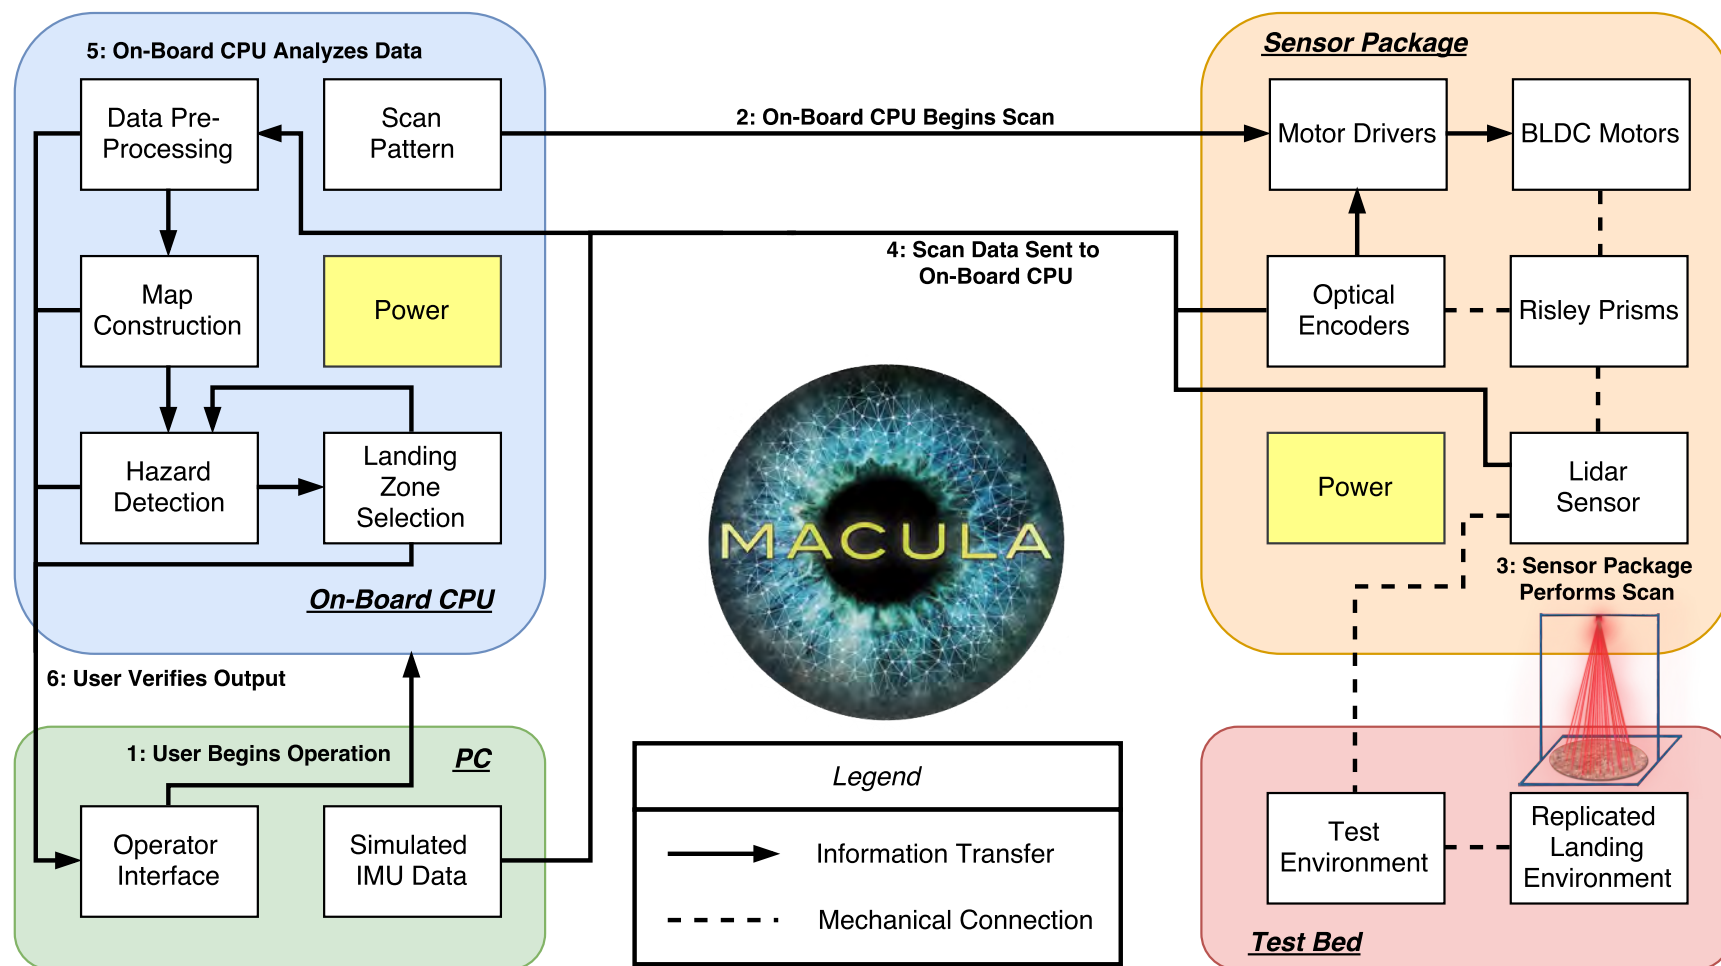 5: On-Board CPU Analyzes Data
Data Pre-
Processing
Scan
Pattern
Map
Construction
Power
Hazard
Detection
Landing
Zone
Selection
On-Board CPU
2: On-Board CPU Begins Scan
4: Scan Data Sent to
On-Board CPU
Sensor Package
Motor Drivers
BLDC Motors
Optical
Encoders
Risley Prisms
Power
Lidar
Sensor
3: Sensor Package
Performs Scan
MACULA
6: User Verifies Output
1: User Begins Operation
PC
Operator
Interface
Simulated
IMU Data
Legend
Information Transfer
Mechanical Connection
Test
Environment
Replicated
Landing
Environment
Test Bed